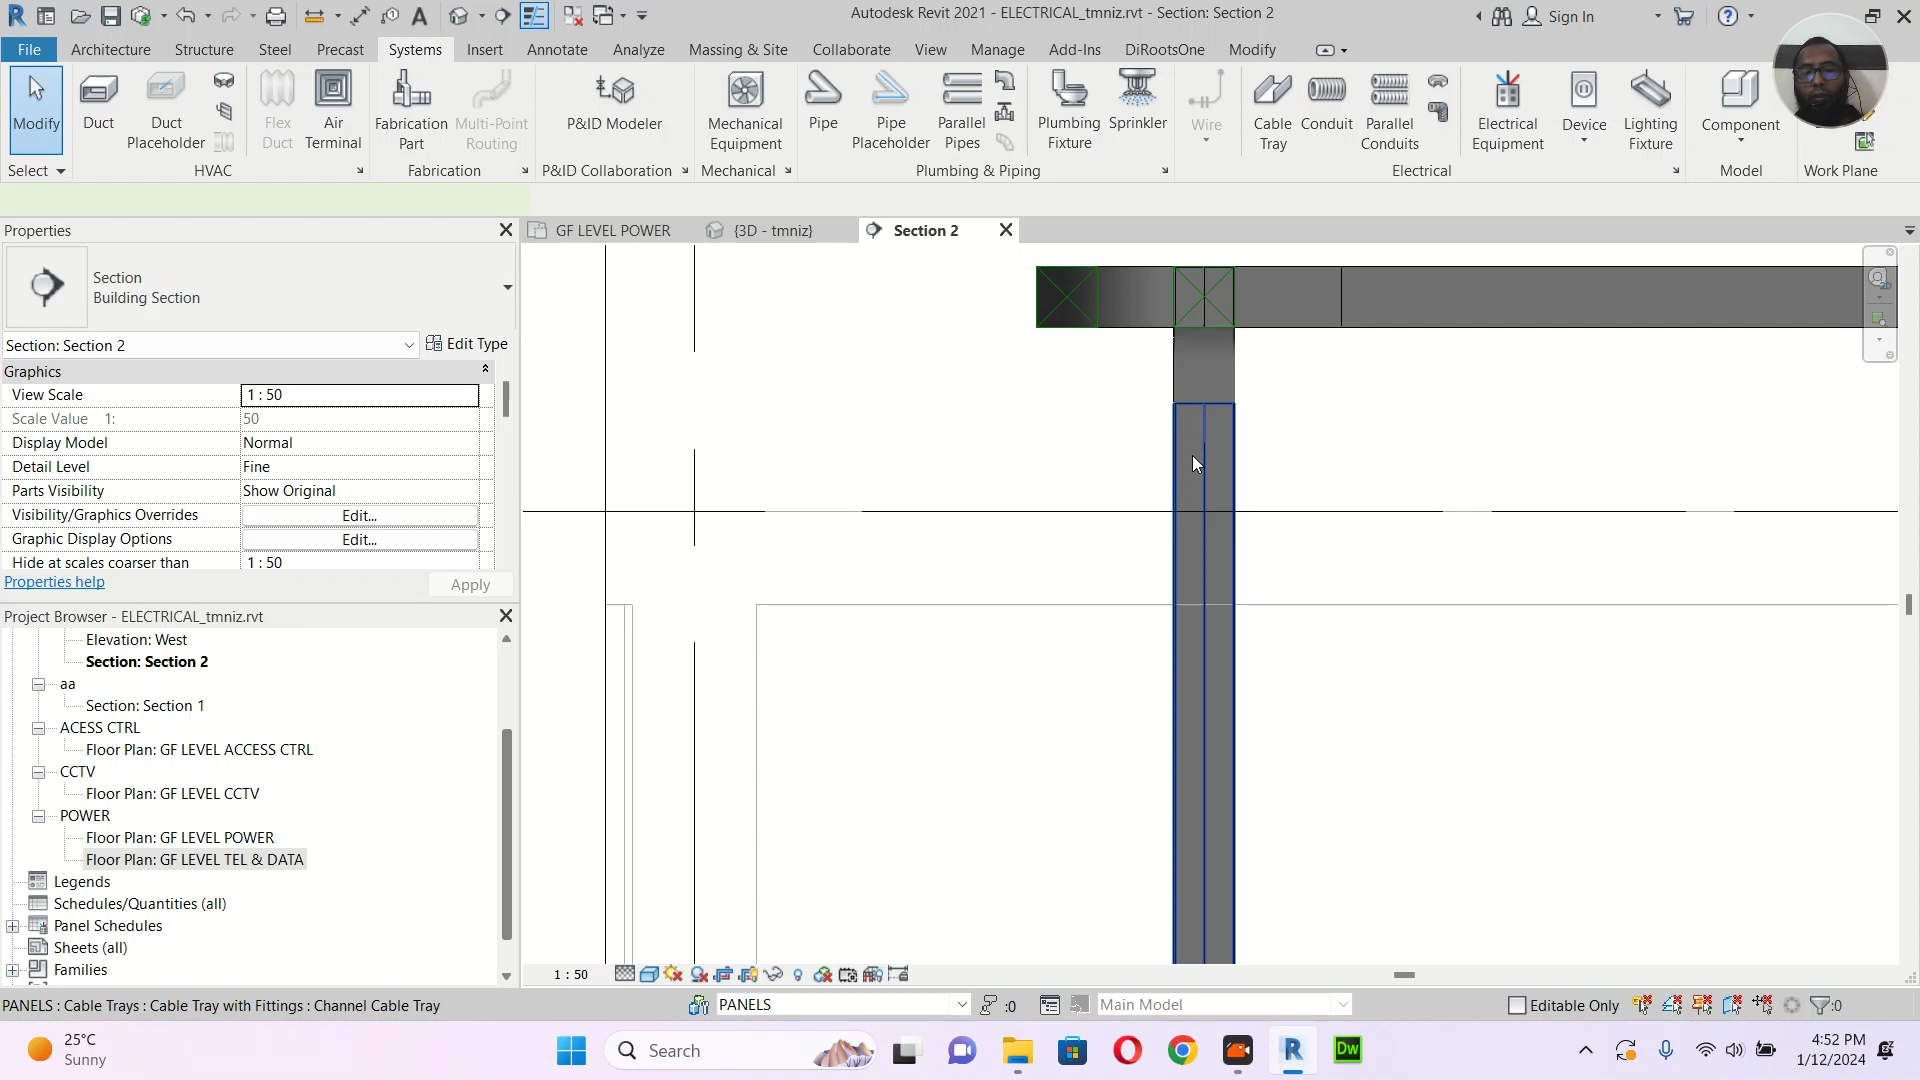 Autodesk Revit 2021 - ELECTRICAL_tmniz.rvt - Section: Section 2
Sign In
File Architecture Structure Steel Precast Systems Insert Annotate Analyze Massing & Site Collaborate View Manage Add-Ins DiRootsOne Modify
Modify
Duct
Duct Placeholder
Flex Duct
Air Terminal
Fabrication Part
Multi-Point Routing
P&ID Modeler
Mechanical Equipment
Pipe
Pipe Placeholder
Parallel Pipes
Plumbing Fixture
Sprinkler
Wire
Cable Tray
Conduit
Parallel Conduits
Electrical Equipment
Device
Lighting Fixture
Component
Select HVAC Fabrication P&ID Collaboration Mechanical Plumbing & Piping Electrical Model Work Plane
Properties
GF LEVEL POWER {3D - tmniz} Section 2
Section
Building Section
Section: Section 2 Edit Type
Graphics
View Scale 1 : 50
Scale Value 1: 50
Display Model Normal
Detail Level Fine
Parts Visibility Show Original
Visibility/Graphics Overrides Edit...
Graphic Display Options Edit...
Hide at scales coarser than 1 : 50
Properties help Apply
Project Browser - ELECTRICAL_tmniz.rvt
Elevation: West
Section: Section 2
aa
Section: Section 1
ACESS CTRL
Floor Plan: GF LEVEL ACCESS CTRL
CCTV
Floor Plan: GF LEVEL CCTV
POWER
Floor Plan: GF LEVEL POWER
Floor Plan: GF LEVEL TEL & DATA
Legends
Schedules/Quantities (all)
Panel Schedules
Sheets (all)
Families
1 : 50
PANELS : Cable Trays : Cable Tray with Fittings : Channel Cable Tray
PANELS
:0
Main Model
Editable Only
:0
25°C
Sunny
Search
Dw
4:52 PM
1/12/2024